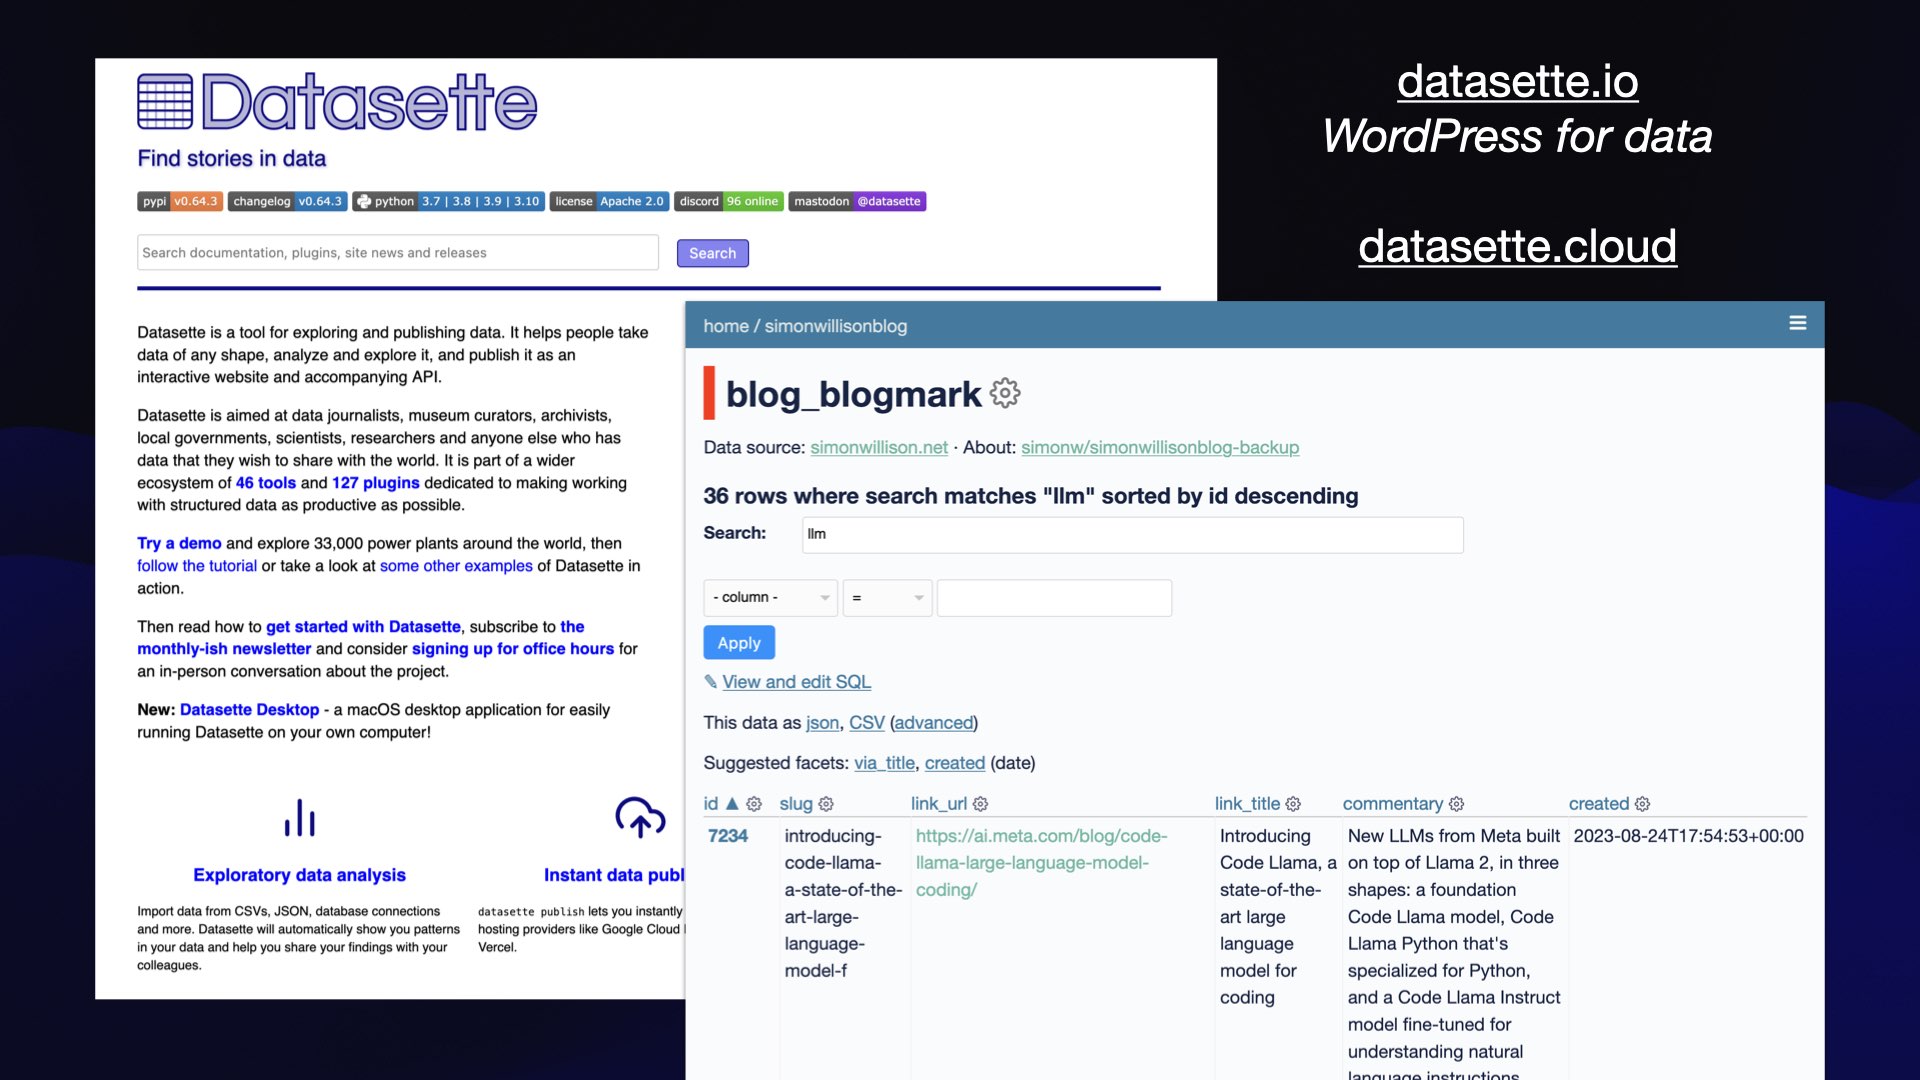 Datasette
Find stories in data
pypi v0.64.3 changelog v0.64.3 python 3.7 | 3.8 | 3.9 | 3.10 license Apache 2.0 discord 96 online mastodon @datasette
Search documentation, plugins, site news and releases Search
Datasette is a tool for exploring and publishing data. It helps people take
data of any shape, analyze and explore it, and publish it as an
interactive website and accompanying API.
Datasette is aimed at data journalists, museum curators, archivists,
local governments, scientists, researchers and anyone else who has
data that they wish to share with the world. It is part of a wider
ecosystem of 46 tools and 127 plugins dedicated to making working
with structured data as productive as possible.
Try a demo and explore 33,000 power plants around the world, then
follow the tutorial or take a look at some other examples of Datasette in
action.
Then read how to get started with Datasette, subscribe to the
monthly-ish newsletter and consider signing up for office hours for
an in-person conversation about the project.
New: Datasette Desktop - a macOS desktop application for easily
running Datasette on your own computer!
Exploratory data analysis
Import data from CSVs, JSON, database connections
and more. Datasette will automatically show you patterns
in your data and help you share your findings with your
colleagues.
Instant data publ
datasette publish lets you instantly
hosting providers like Google Cloud
Vercel.
datasette.io
WordPress for data
datasette.cloud
home / simonwillisonblog
blog_blogmark
Data source: simonwillison.net · About: simonw/simonwillisonblog-backup
36 rows where search matches "llm" sorted by id descending
Search: llm
- column - =
Apply
✎ View and edit SQL
This data as json, CSV (advanced)
Suggested facets: via_title, created (date)
id ▲ slug link_url link_title commentary created
7234
introducing-
code-llama-
a-state-of-the-
art-large-
language-
model-f
https://ai.meta.com/blog/code-
llama-large-language-model-
coding/
Introducing
Code Llama, a
state-of-the-
art large
language
model for
coding
New LLMs from Meta built
on top of Llama 2, in three
shapes: a foundation
Code Llama model, Code
Llama Python that's
specialized for Python,
and a Code Llama Instruct
model fine-tuned for
understanding natural
language instructions
2023-08-24T17:54:53+00:00